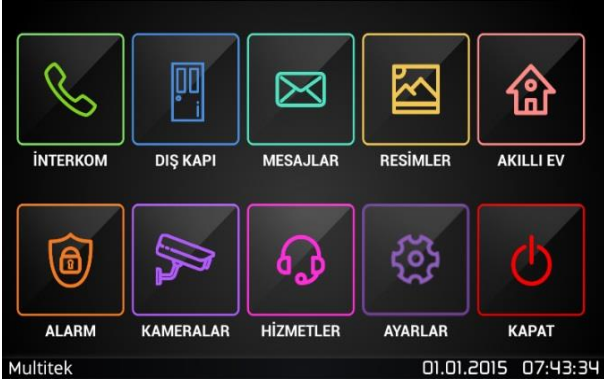 İNTERKOM DIŞ KAPI MESAJLAR RESİMLER AKILLI EV
ALARM KAMERALAR HİZMETLER AYARLAR KAPAT
Multitek 01.01.2015 07:43:34